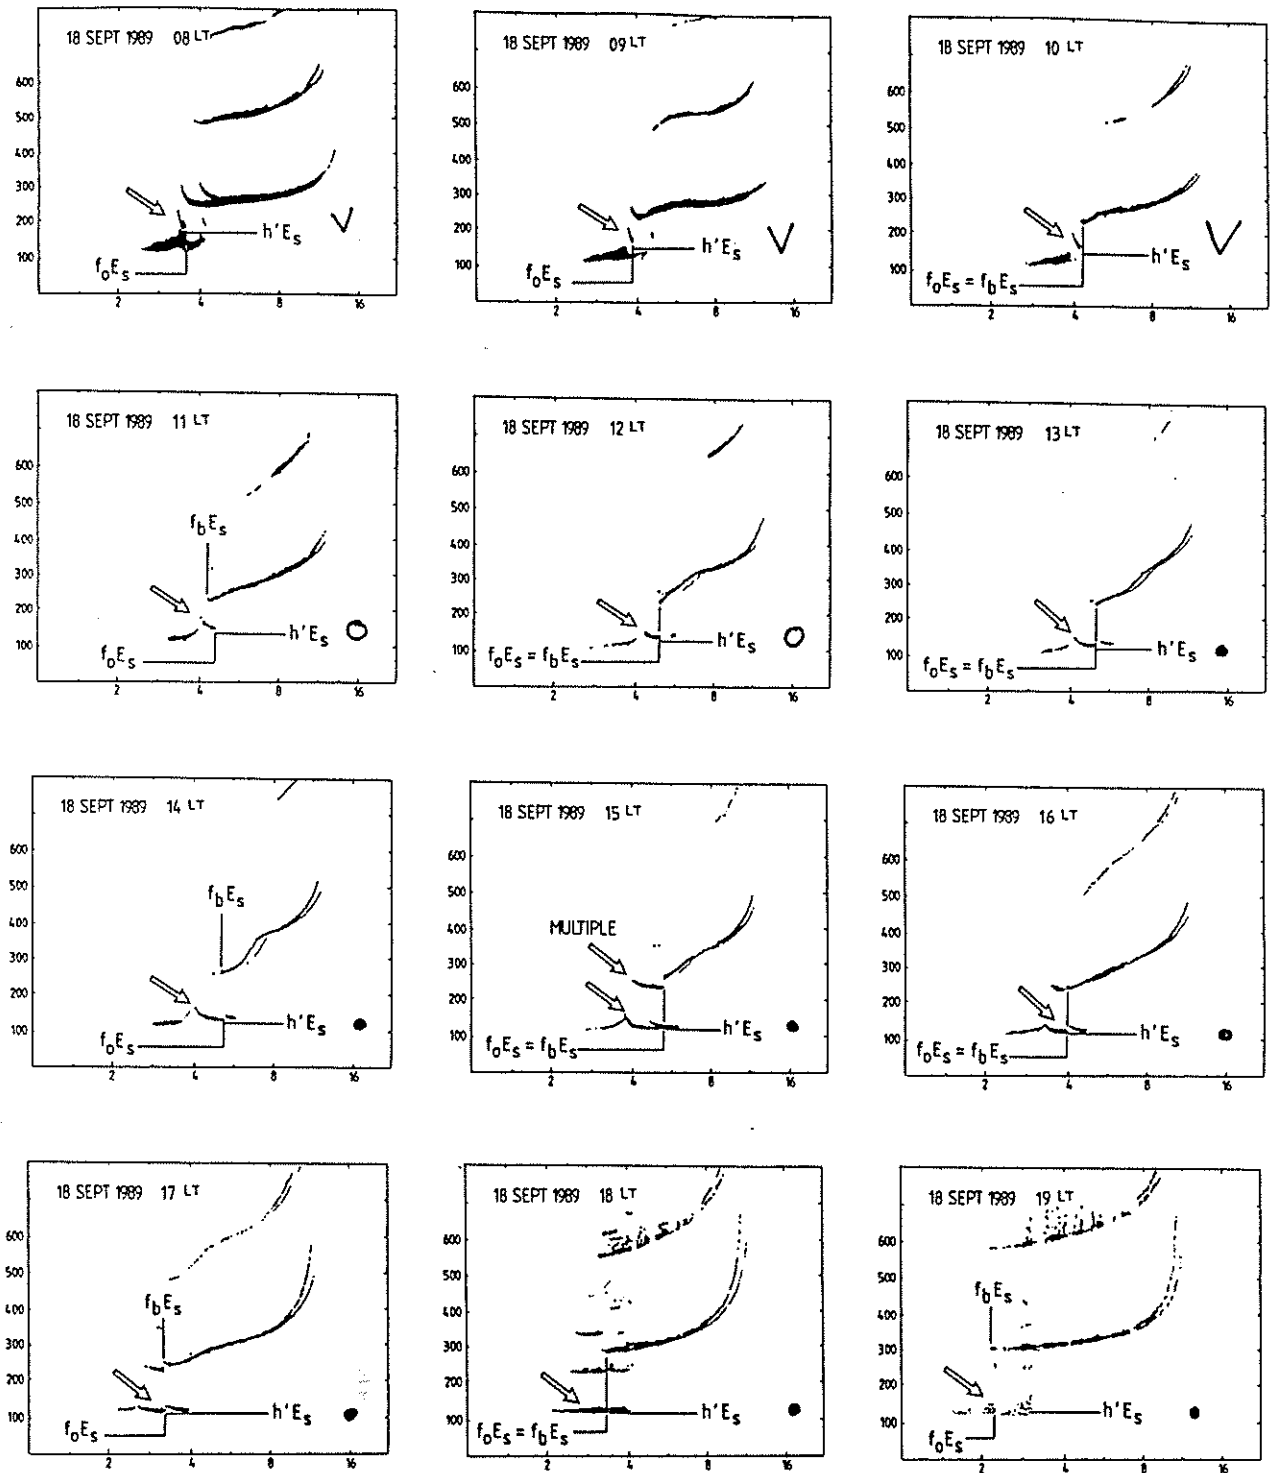 18 SEPT 1989 08 LT
600
500
400
300
200
100
h'Es
foEs
2 4 8 16
18 SEPT 1989 09 LT
600
500
400
300
200
100
h'Es
foEs
2 4 8 16
18 SEPT 1989 10 LT
600
500
400
300
200
100
h'Es
foEs = fbEs
2 4 8 16
18 SEPT 1989 11 LT
600
500
400
300
200
100
fbEs
h'Es
foEs
2 4 8 16
18 SEPT 1989 12 LT
600
500
400
300
200
100
h'Es
foEs = fbEs
2 4 8 16
18 SEPT 1989 13 LT
600
500
400
300
200
100
h'Es
foEs = fbEs
2 4 8 16
18 SEPT 1989 14 LT
600
500
400
300
200
100
fbEs
h'Es
foEs
2 4 8 16
18 SEPT 1989 15 LT
600
500
400
300
200
100
MULTIPLE
h'Es
foEs = fbEs
2 4 8 16
18 SEPT 1989 16 LT
600
500
400
300
200
100
h'Es
foEs = fbEs
2 4 8 16
18 SEPT 1989 17 LT
600
500
400
300
200
100
fbEs
h'Es
foEs
2 4 8 16
18 SEPT 1989 18 LT
600
500
400
300
200
100
h'Es
foEs = fbEs
2 4 8 16
18 SEPT 1989 19 LT
600
500
400
300
200
100
fbEs
h'Es
foEs
2 4 8 16